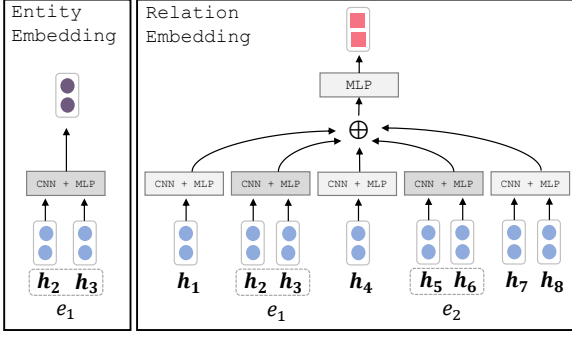 Entity
Embedding
CNN + MLP
h₂ h₃
e₁
Relation
Embedding
MLP
⊕
CNN + MLP CNN + MLP CNN + MLP CNN + MLP CNN + MLP
h₁ h₂ h₃ h₄ h₅ h₆ h₇ h₈
e₁ e₂